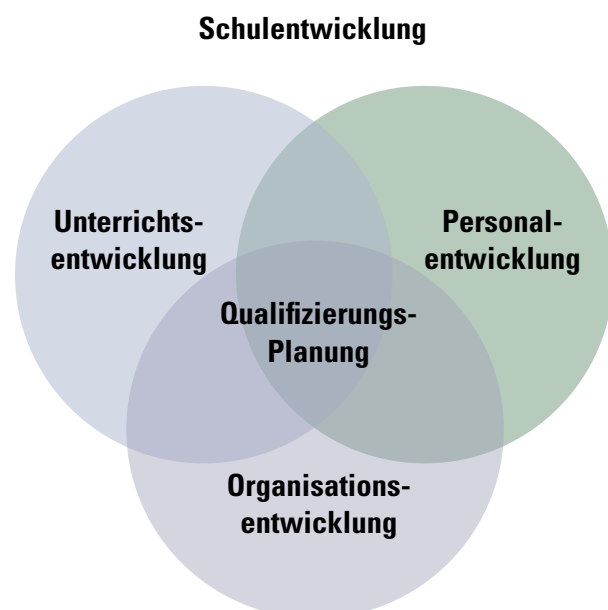 Schulentwicklung
Unterrichts-
entwicklung
Personal-
entwicklung
Qualifizierungs-
Planung
Organisations-
entwicklung